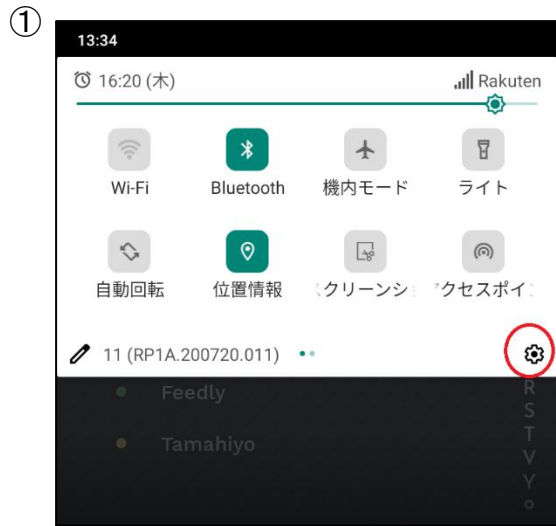 ①
13:34
16:20 (木)
Rakuten
Wi-Fi
Bluetooth
機内モード
ライト
自動回転
位置情報
クリーンシ
クセスポイ
11 (RP1A.200720.011)
Feedly
R
S
Tamahiyo
T
V
Y
o